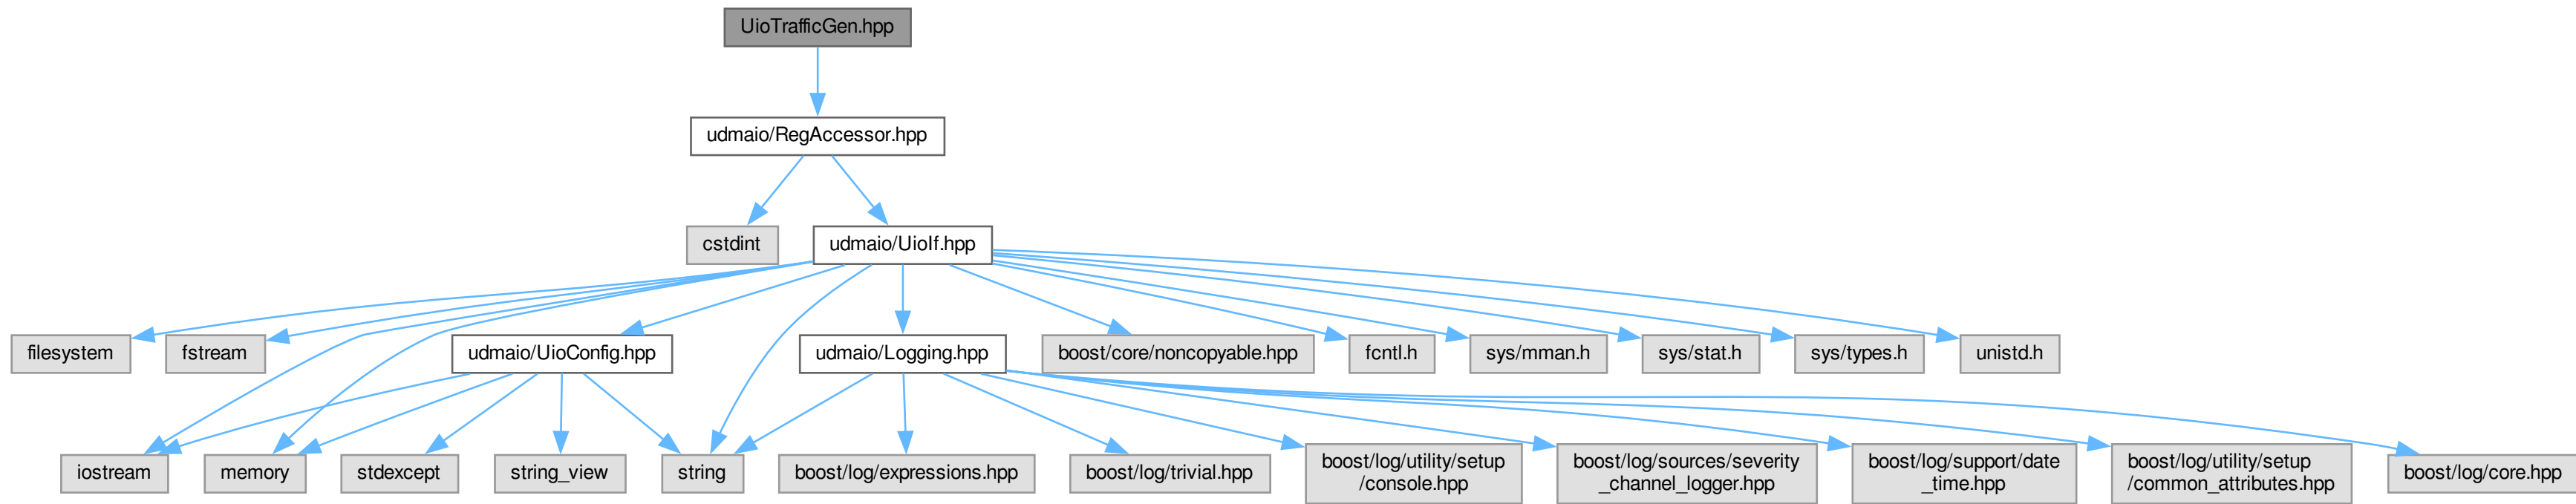 UioTrafficGen.hpp
udmaio/RegAccessor.hpp
cstdint
udmaio/UioIf.hpp
filesystem
fstream
udmaio/UioConfig.hpp
udmaio/Logging.hpp
boost/core/noncopyable.hpp
fcntl.h
sys/mman.h
sys/stat.h
sys/types.h
unistd.h
iostream
memory
stdexcept
string_view
string
boost/log/expressions.hpp
boost/log/trivial.hpp
boost/log/utility/setup
/console.hpp
boost/log/sources/severity
_channel_logger.hpp
boost/log/support/date
_time.hpp
boost/log/utility/setup
/common_attributes.hpp
boost/log/core.hpp